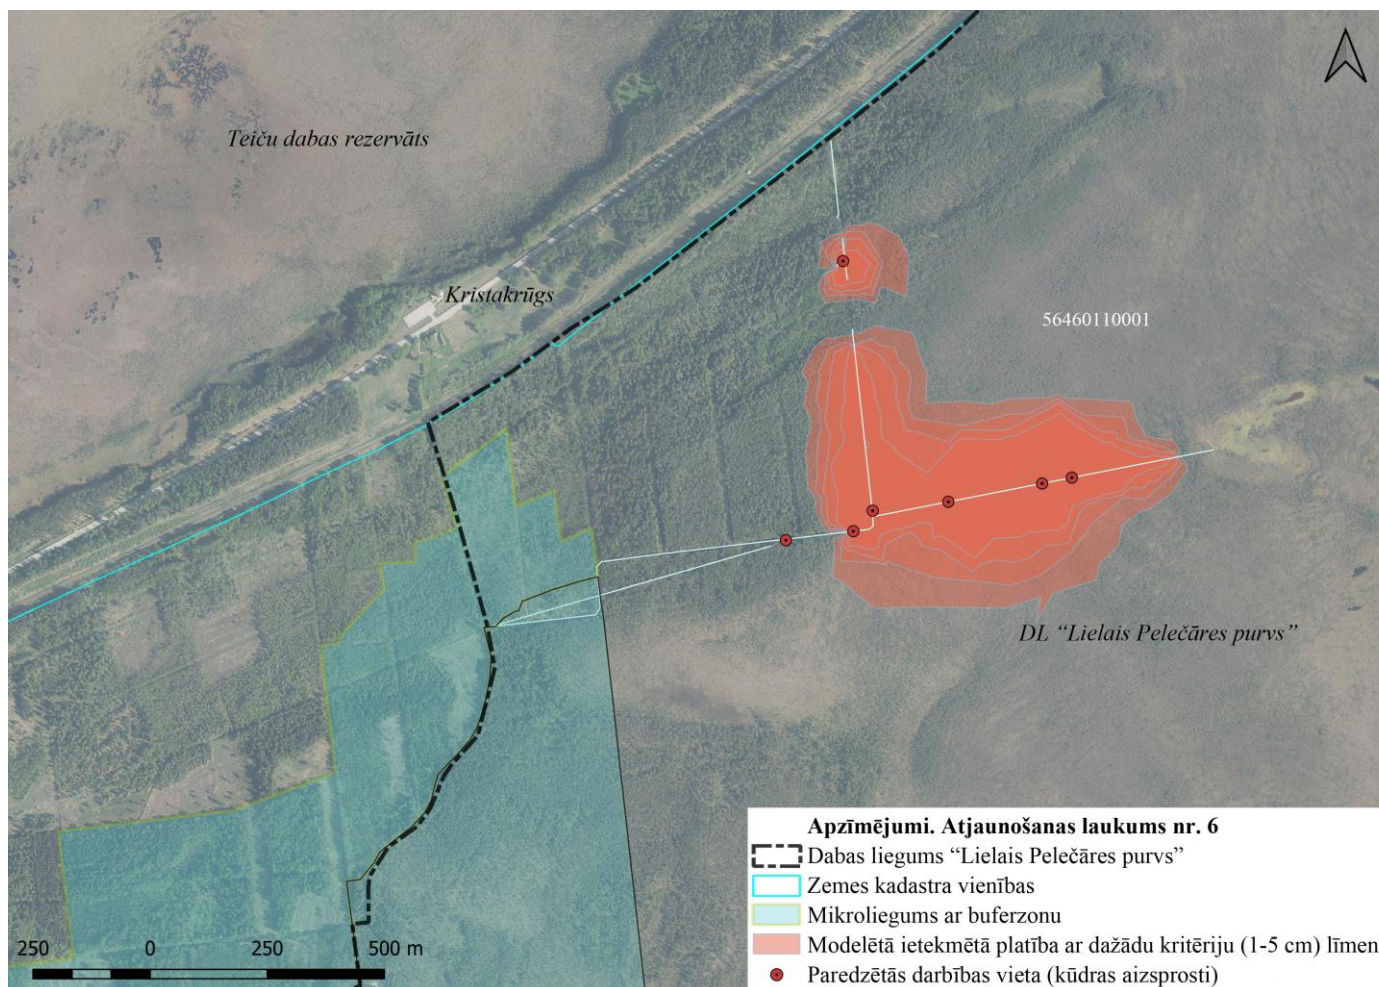 Teiču dabas rezervāts
Kristakrūgs
56460110001
DL “Lielais Pelečāres purvs”
Apzīmējumi. Atjaunošanas laukums nr. 6
Dabas liegums “Lielais Pelečāres purvs”
Zemes kadastra vienības
Mikroliegums ar buferzonu
Modelētā ietekmētā platība ar dažādu kritēriju (1-5 cm) līmen
Paredzētās darbības vieta (kūdras aizsprosti)
250 0 250 500 m